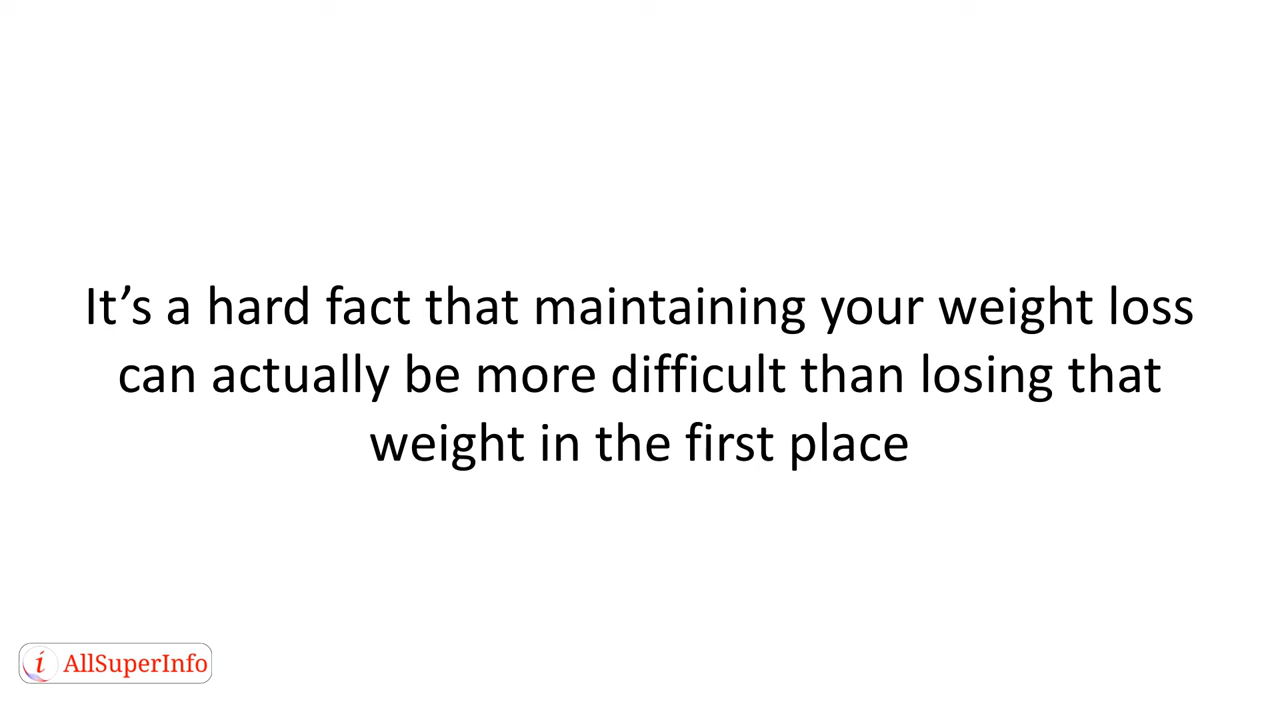 It’s a hard fact that maintaining your weight loss
can actually be more difficult than losing that
weight in the first place
i AllSuperInfo